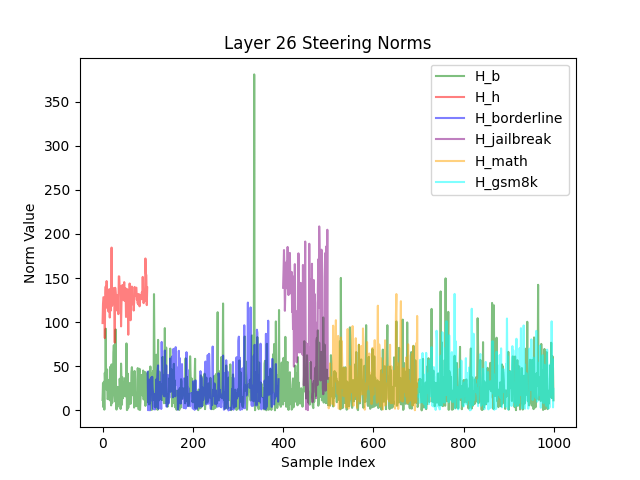 Layer 26 Steering Norms
Norm Value
350
300
250
200
150
100
50
0
0
200
400
600
800
1000
Sample Index
H_b
H_h
H_borderline
H_jailbreak
H_math
H_gsm8k